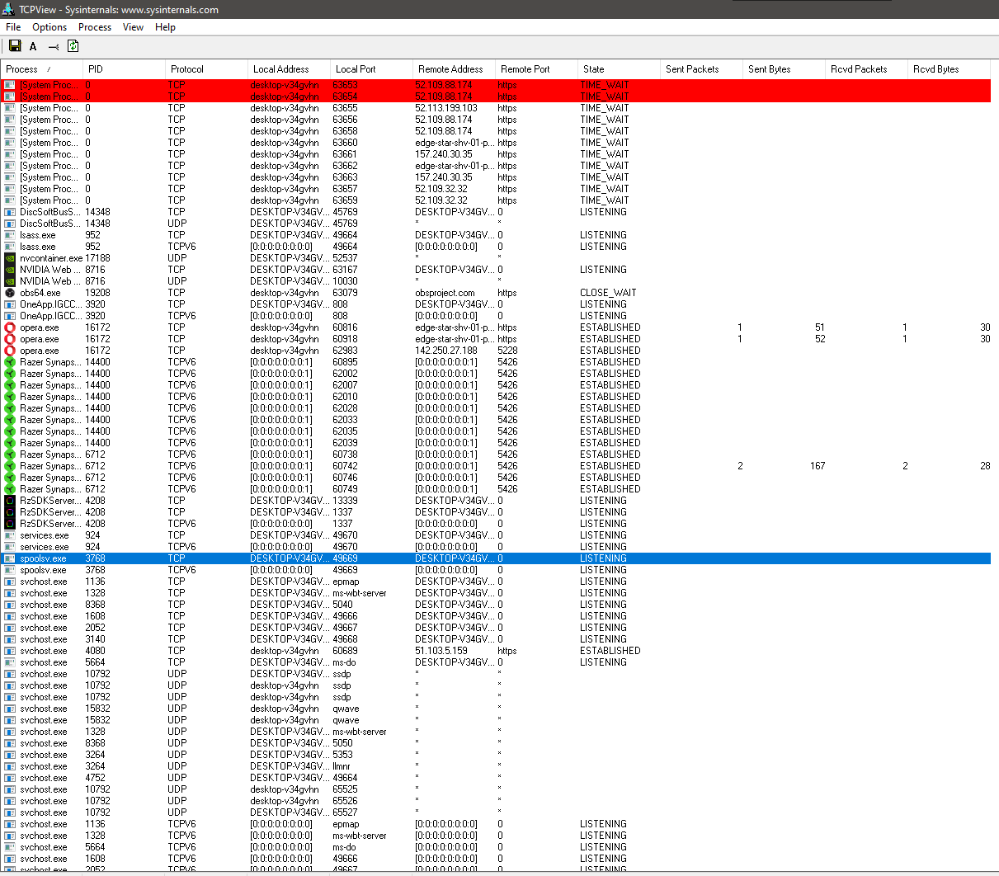 TCPView - Sysinternals: www.sysinternals.com
File Options Process View Help
A
Process / PID Protocol Local Address Local Port Remote Address Remote Port State Sent Packets Sent Bytes Rcvd Packets Rcvd Bytes
[System Proc... 0 TCP desktop-v34gvhn 63653 52.109.88.174 https TIME_WAIT
[System Proc... 0 TCP desktop-v34gvhn 63654 52.109.88.174 https TIME_WAIT
[System Proc... 0 TCP desktop-v34gvhn 63655 52.113.199.103 https TIME_WAIT
[System Proc... 0 TCP desktop-v34gvhn 63656 52.109.88.174 https TIME_WAIT
[System Proc... 0 TCP desktop-v34gvhn 63658 52.109.88.174 https TIME_WAIT
[System Proc... 0 TCP desktop-v34gvhn 63660 edge-star-shv-01-p... https TIME_WAIT
[System Proc... 0 TCP desktop-v34gvhn 63661 157.240.30.35 https TIME_WAIT
[System Proc... 0 TCP desktop-v34gvhn 63662 edge-star-shv-01-p... https TIME_WAIT
[System Proc... 0 TCP desktop-v34gvhn 63663 157.240.30.35 https TIME_WAIT
[System Proc... 0 TCP desktop-v34gvhn 63657 52.109.32.32 https TIME_WAIT
[System Proc... 0 TCP desktop-v34gvhn 63659 52.109.32.32 https TIME_WAIT
DiscSoftBusS... 14348 TCP DESKTOP-V34GV... 45769 DESKTOP-V34GV... 0 LISTENING
DiscSoftBusS... 14348 UDP DESKTOP-V34GV... 45769 * *
lsass.exe 952 TCP DESKTOP-V34GV... 49664 DESKTOP-V34GV... 0 LISTENING
lsass.exe 952 TCPV6 [0:0:0:0:0:0:0:0] 49664 [0:0:0:0:0:0:0:0] 0 LISTENING
nvcontainer.exe 17188 UDP DESKTOP-V34GV... 52537 * *
NVIDIA Web ... 8716 TCP DESKTOP-V34GV... 63167 DESKTOP-V34GV... 0 LISTENING
NVIDIA Web ... 8716 UDP DESKTOP-V34GV... 10030 * *
obs64.exe 19208 TCP desktop-v34gvhn 63079 obsproject.com https CLOSE_WAIT
OneApp.IGCC... 3920 TCP DESKTOP-V34GV... 808 DESKTOP-V34GV... 0 LISTENING
OneApp.IGCC... 3920 TCPV6 [0:0:0:0:0:0:0:0] 808 [0:0:0:0:0:0:0:0] 0 LISTENING
opera.exe 16172 TCP desktop-v34gvhn 60816 edge-star-shv-01-p... https ESTABLISHED 1 51 1 30
opera.exe 16172 TCP desktop-v34gvhn 60918 edge-star-shv-01-p... https ESTABLISHED 1 52 1 30
opera.exe 16172 TCP desktop-v34gvhn 62983 142.250.27.188 5228 ESTABLISHED
Razer Synaps... 14400 TCPV6 [0:0:0:0:0:0:0:1] 60895 [0:0:0:0:0:0:0:1] 5426 ESTABLISHED
Razer Synaps... 14400 TCPV6 [0:0:0:0:0:0:0:1] 62002 [0:0:0:0:0:0:0:1] 5426 ESTABLISHED
Razer Synaps... 14400 TCPV6 [0:0:0:0:0:0:0:1] 62007 [0:0:0:0:0:0:0:1] 5426 ESTABLISHED
Razer Synaps... 14400 TCPV6 [0:0:0:0:0:0:0:1] 62010 [0:0:0:0:0:0:0:1] 5426 ESTABLISHED
Razer Synaps... 14400 TCPV6 [0:0:0:0:0:0:0:1] 62028 [0:0:0:0:0:0:0:1] 5426 ESTABLISHED
Razer Synaps... 14400 TCPV6 [0:0:0:0:0:0:0:1] 62033 [0:0:0:0:0:0:0:1] 5426 ESTABLISHED
Razer Synaps... 14400 TCPV6 [0:0:0:0:0:0:0:1] 62035 [0:0:0:0:0:0:0:1] 5426 ESTABLISHED
Razer Synaps... 14400 TCPV6 [0:0:0:0:0:0:0:1] 62039 [0:0:0:0:0:0:0:1] 5426 ESTABLISHED
Razer Synaps... 6712 TCPV6 [0:0:0:0:0:0:0:1] 60738 [0:0:0:0:0:0:0:1] 5426 ESTABLISHED
Razer Synaps... 6712 TCPV6 [0:0:0:0:0:0:0:1] 60742 [0:0:0:0:0:0:0:1] 5426 ESTABLISHED 2 167 2 28
Razer Synaps... 6712 TCPV6 [0:0:0:0:0:0:0:1] 60746 [0:0:0:0:0:0:0:1] 5426 ESTABLISHED
Razer Synaps... 6712 TCPV6 [0:0:0:0:0:0:0:1] 60749 [0:0:0:0:0:0:0:1] 5426 ESTABLISHED
RzSDKServer... 4208 TCP DESKTOP-V34GV... 13339 DESKTOP-V34GV... 0 LISTENING
RzSDKServer... 4208 TCP DESKTOP-V34GV... 1337 DESKTOP-V34GV... 0 LISTENING
RzSDKServer... 4208 TCPV6 [0:0:0:0:0:0:0:0] 1337 [0:0:0:0:0:0:0:0] 0 LISTENING
services.exe 924 TCP DESKTOP-V34GV... 49670 DESKTOP-V34GV... 0 LISTENING
services.exe 924 TCPV6 [0:0:0:0:0:0:0:0] 49670 [0:0:0:0:0:0:0:0] 0 LISTENING
spoolsv.exe 3768 TCP DESKTOP-V34GV... 49669 DESKTOP-V34GV... 0 LISTENING
spoolsv.exe 3768 TCPV6 [0:0:0:0:0:0:0:0] 49669 [0:0:0:0:0:0:0:0] 0 LISTENING
svchost.exe 1136 TCP DESKTOP-V34GV... epmap DESKTOP-V34GV... 0 LISTENING
svchost.exe 1328 TCP DESKTOP-V34GV... ms-wbt-server DESKTOP-V34GV... 0 LISTENING
svchost.exe 8368 TCP DESKTOP-V34GV... 5040 DESKTOP-V34GV... 0 LISTENING
svchost.exe 1608 TCP DESKTOP-V34GV... 49666 DESKTOP-V34GV... 0 LISTENING
svchost.exe 2052 TCP DESKTOP-V34GV... 49667 DESKTOP-V34GV... 0 LISTENING
svchost.exe 3140 TCP DESKTOP-V34GV... 49668 DESKTOP-V34GV... 0 LISTENING
svchost.exe 4080 TCP desktop-v34gvhn 60689 51.103.5.159 https ESTABLISHED
svchost.exe 5664 TCP DESKTOP-V34GV... ms-do DESKTOP-V34GV... 0 LISTENING
svchost.exe 10792 UDP DESKTOP-V34GV... ssdp * *
svchost.exe 10792 UDP desktop-v34gvhn ssdp * *
svchost.exe 10792 UDP desktop-v34gvhn ssdp * *
svchost.exe 15832 UDP desktop-v34gvhn qwave * *
svchost.exe 15832 UDP desktop-v34gvhn qwave * *
svchost.exe 1328 UDP DESKTOP-V34GV... ms-wbt-server * *
svchost.exe 8368 UDP DESKTOP-V34GV... 5050 * *
svchost.exe 3264 UDP DESKTOP-V34GV... 5353 * *
svchost.exe 3264 UDP DESKTOP-V34GV... llmnr * *
svchost.exe 4752 UDP DESKTOP-V34GV... 49664 * *
svchost.exe 10792 UDP desktop-v34gvhn 65525 * *
svchost.exe 10792 UDP desktop-v34gvhn 65526 * *
svchost.exe 10792 UDP DESKTOP-V34GV... 65527 * *
svchost.exe 1136 TCPV6 [0:0:0:0:0:0:0:0] epmap [0:0:0:0:0:0:0:0] 0 LISTENING
svchost.exe 1328 TCPV6 [0:0:0:0:0:0:0:0] ms-wbt-server [0:0:0:0:0:0:0:0] 0 LISTENING
svchost.exe 5664 TCPV6 [0:0:0:0:0:0:0:0] ms-do [0:0:0:0:0:0:0:0] 0 LISTENING
svchost.exe 1608 TCPV6 [0:0:0:0:0:0:0:0] 49666 [0:0:0:0:0:0:0:0] 0 LISTENING
svchost.exe 2052 TCPV6 [0:0:0:0:0:0:0:0] 49667 [0:0:0:0:0:0:0:0] 0 LISTENING